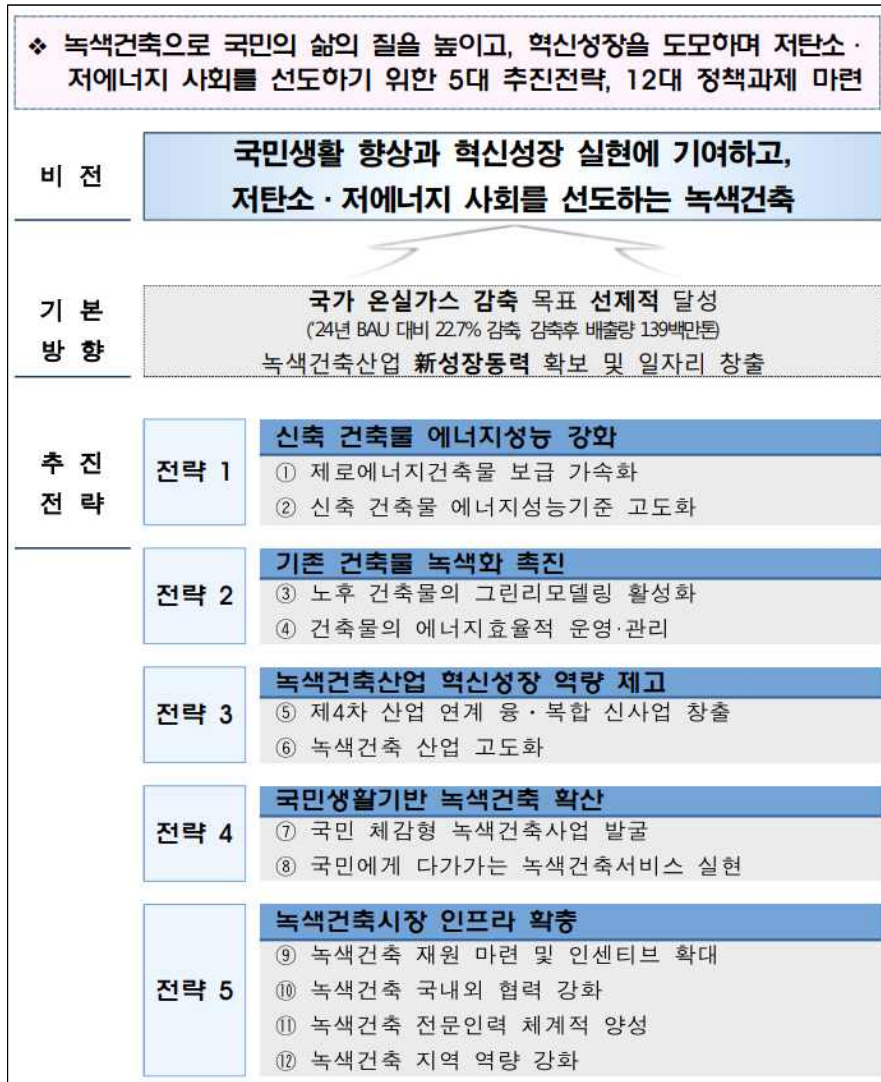 ❖ 녹색건축으로 국민의 삶의 질을 높이고, 혁신성장을 도모하며 저탄소·
저에너지 사회를 선도하기 위한 5대 추진전략, 12대 정책과제 마련
비 전
국민생활 향상과 혁신성장 실현에 기여하고,
저탄소·저에너지 사회를 선도하는 녹색건축
기 본
방 향
국가 온실가스 감축 목표 선제적 달성
('24년 BAU 대비 22.7% 감축, 감축후 배출량 139백만톤)
녹색건축산업 新성장동력 확보 및 일자리 창출
추 진
전 략
전략 1
신축 건축물 에너지성능 강화
① 제로에너지건축물 보급 가속화
② 신축 건축물 에너지성능기준 고도화
전략 2
기존 건축물 녹색화 촉진
③ 노후 건축물의 그린리모델링 활성화
④ 건축물의 에너지효율적 운영·관리
전략 3
녹색건축산업 혁신성장 역량 제고
⑤ 제4차 산업 연계 융·복합 신사업 창출
⑥ 녹색건축 산업 고도화
전략 4
국민생활기반 녹색건축 확산
⑦ 국민 체감형 녹색건축사업 발굴
⑧ 국민에게 다가가는 녹색건축서비스 실현
전략 5
녹색건축시장 인프라 확충
⑨ 녹색건축 재원 마련 및 인센티브 확대
⑩ 녹색건축 국내외 협력 강화
⑪ 녹색건축 전문인력 체계적 양성
⑫ 녹색건축 지역 역량 강화